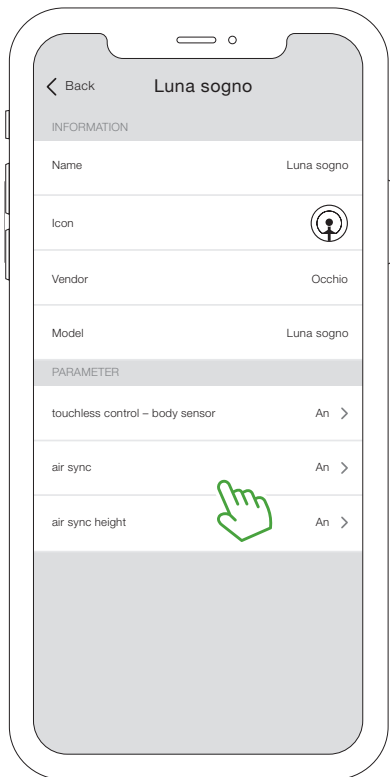 Back Luna sogno
INFORMATION
Name Luna sogno
Icon
Vendor Occhio
Model Luna sogno
PARAMETER
touchless control – body sensor An
air sync An
air sync height An